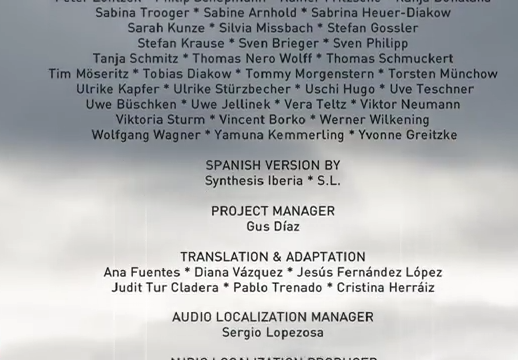 Sabina Trooger * Sabine Arnhold * Sabrina Heuer-Diakow
Sarah Kunze * Silvia Missbach * Stefan Gossler
Stefan Krause * Sven Brieger * Sven Philipp
Tanja Schmitz * Thomas Nero Wolff * Thomas Schmuckert
Tim Möseritz * Tobias Diakow * Tommy Morgenstern * Torsten Münchow
Ulrike Kapfer * Ulrike Stürzbecher * Uschi Hugo * Uve Teschner
Uwe Büschken * Uwe Jellinek * Vera Teltz * Viktor Neumann
Viktoria Sturm * Vincent Borko * Werner Wilkening
Wolfgang Wagner * Yamuna Kemmerling * Yvonne Greitzke
SPANISH VERSION BY
Synthesis Iberia * S.L.
PROJECT MANAGER
Gus Díaz
TRANSLATION & ADAPTATION
Ana Fuentes * Diana Vázquez * Jesús Fernández López
Judit Tur Cladera * Pablo Trenado * Cristina Herráiz
AUDIO LOCALIZATION MANAGER
Sergio Lopezosa
AUDIO LOCALIZATION PRODUCER